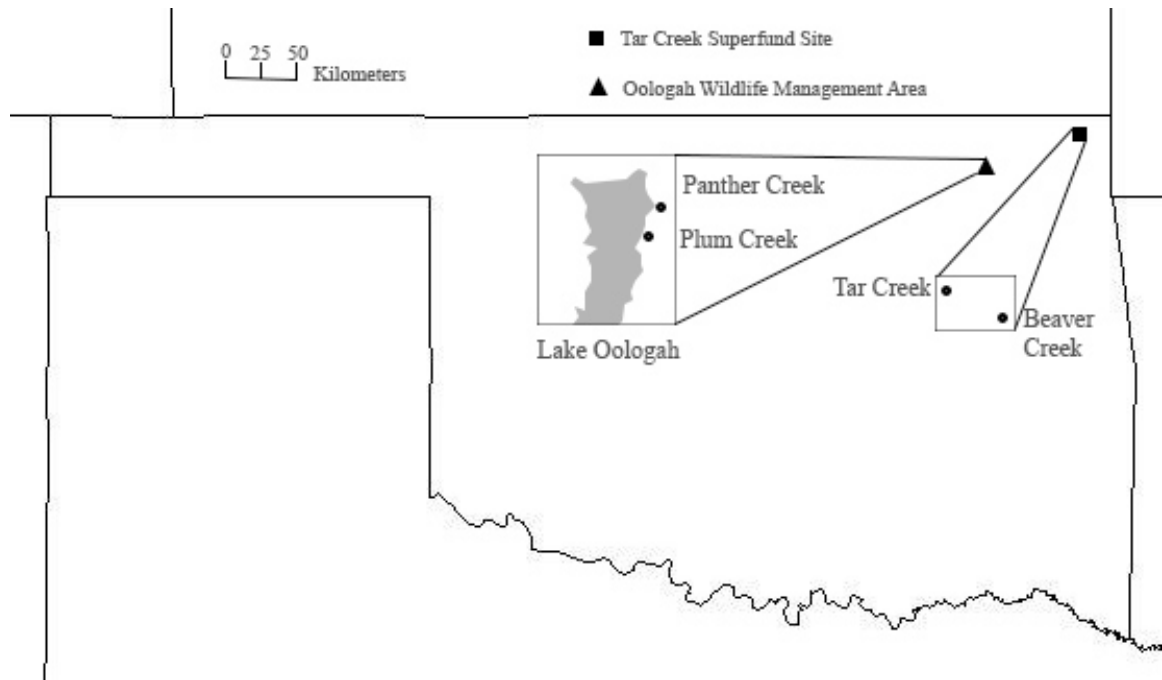 0 25 50
Kilometers
Tar Creek Superfund Site
Oologah Wildlife Management Area
Panther Creek
Plum Creek
Lake Oologah
Tar Creek
Beaver
Creek